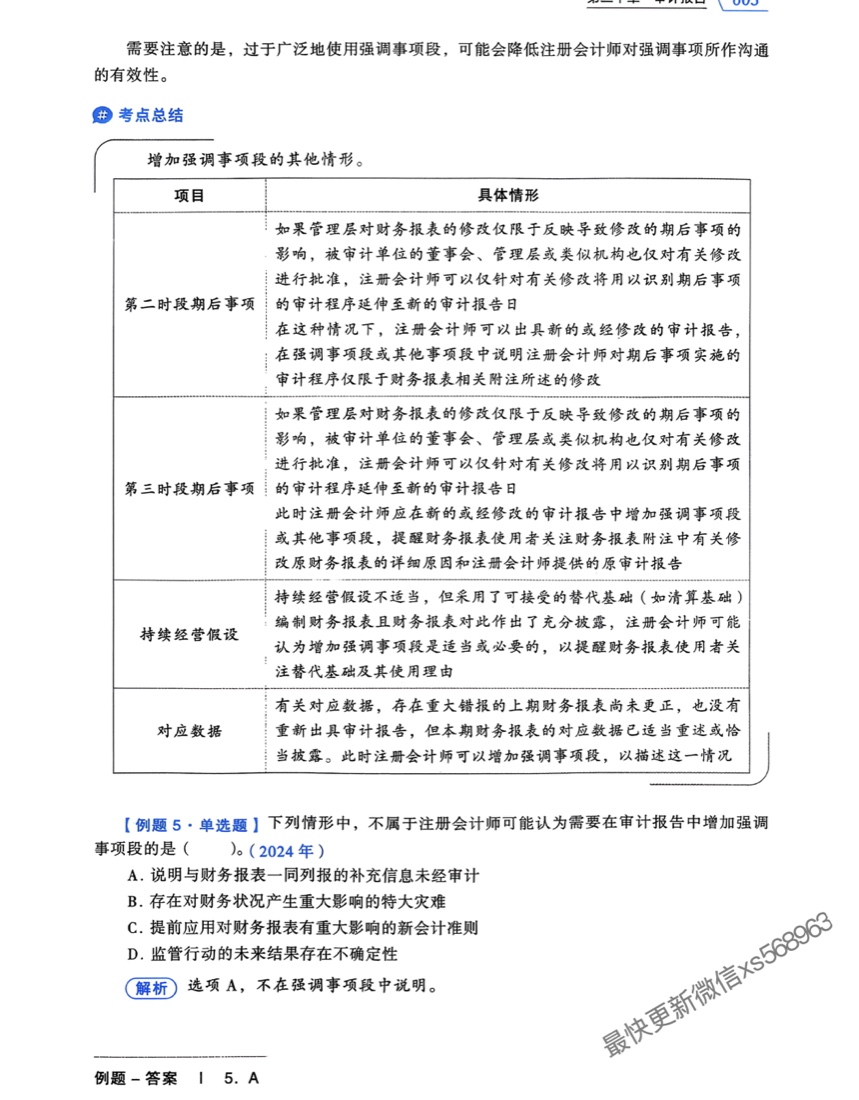 003
需要注意的是，过于广泛地使用强调事项段，可能会降低注册会计师对强调事项所作沟通
的有效性。
# 考点总结
增加强调事项段的其他情形。
项目 具体情形
如果管理层对财务报表的修改仅限于反映导致修改的期后事项的
影响，被审计单位的董事会、管理层或类似机构也仅对有关修改
进行批准，注册会计师可以仅针对有关修改将用以识别期后事项
第二时段期后事项 的审计程序延伸至新的审计报告日
在这种情况下，注册会计师可以出具新的或经修改的审计报告，
在强调事项段或其他事项段中说明注册会计师对期后事项实施的
审计程序仅限于财务报表相关附注所述的修改
如果管理层对财务报表的修改仅限于反映导致修改的期后事项的
影响，被审计单位的董事会、管理层或类似机构也仅对有关修改
进行批准，注册会计师可以仅针对有关修改将用以识别期后事项
第三时段期后事项 的审计程序延伸至新的审计报告日
此时注册会计师应在新的或经修改的审计报告中增加强调事项段
或其他事项段，提醒财务报表使用者关注财务报表附注中有关修
改原财务报表的详细原因和注册会计师提供的原审计报告
持续经营假设不适当，但采用了可接受的替代基础（如清算基础）
编制财务报表且财务报表对此作出了充分披露，注册会计师可能
持续经营假设 认为增加强调事项段是适当或必要的，以提醒财务报表使用者关
注替代基础及其使用理由
有关对应数据，存在重大错报的上期财务报表尚未更正，也没有
对应数据 重新出具审计报告，但本期财务报表的对应数据已适当重述或恰
当披露。此时注册会计师可以增加强调事项段，以描述这一情况
【例题5·单选题】下列情形中，不属于注册会计师可能认为需要在审计报告中增加强调
事项段的是（　　）。（2024年）
A. 说明与财务报表一同列报的补充信息未经审计
B. 存在对财务状况产生重大影响的特大灾难
C. 提前应用对财务报表有重大影响的新会计准则
D. 监管行动的未来结果存在不确定性
解析 选项A，不在强调事项段中说明。
最快更新微信xs568963
例题－答案 | 5. A